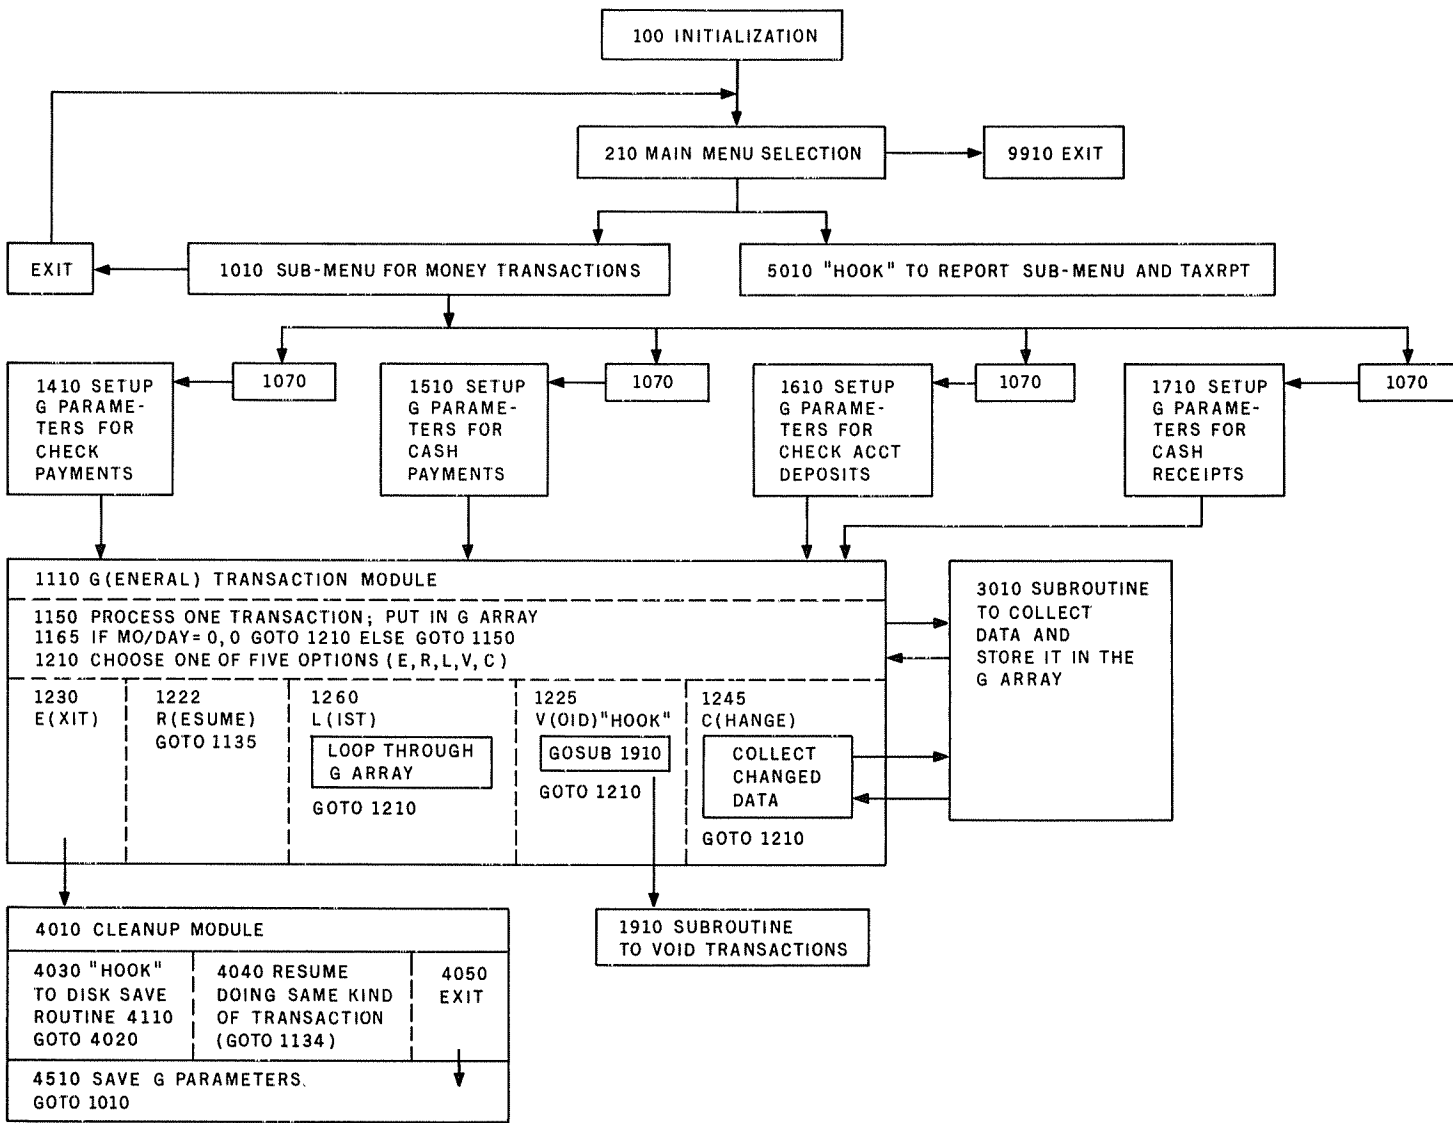 100 INITIALIZATION
210 MAIN MENU SELECTION
9910 EXIT
EXIT
1010 SUB-MENU FOR MONEY TRANSACTIONS
5010 "HOOK" TO REPORT SUB-MENU AND TAXRPT
1410 SETUP
G PARAME-
TERS FOR
CHECK
PAYMENTS
1070
1510 SETUP
G PARAME-
TERS FOR
CASH
PAYMENTS
1070
1610 SETUP
G PARAME-
TERS FOR
CHECK ACCT
DEPOSITS
1070
1710 SETUP
G PARAME-
TERS FOR
CASH
RECEIPTS
1070
1110 G(ENERAL) TRANSACTION MODULE
1150 PROCESS ONE TRANSACTION; PUT IN G ARRAY
1165 IF MO/DAY=0,0 GOTO 1210 ELSE GOTO 1150
1210 CHOOSE ONE OF FIVE OPTIONS (E,R,L,V,C)
1230
E(XIT)
1222
R(ESUME)
GOTO 1135
1260
L(IST)
LOOP THROUGH
G ARRAY
GOTO 1210
1225
V(OID)"HOOK"
GOSUB 1910
GOTO 1210
1245
C(HANGE)
COLLECT
CHANGED
DATA
GOTO 1210
3010 SUBROUTINE
TO COLLECT
DATA AND
STORE IT IN THE
G ARRAY
4010 CLEANUP MODULE
4030 "HOOK"
TO DISK SAVE
ROUTINE 4110
GOTO 4020
4040 RESUME
DOING SAME KIND
OF TRANSACTION
(GOTO 1134)
4050
EXIT
4510 SAVE G PARAMETERS.
GOTO 1010
1910 SUBROUTINE
TO VOID TRANSACTIONS